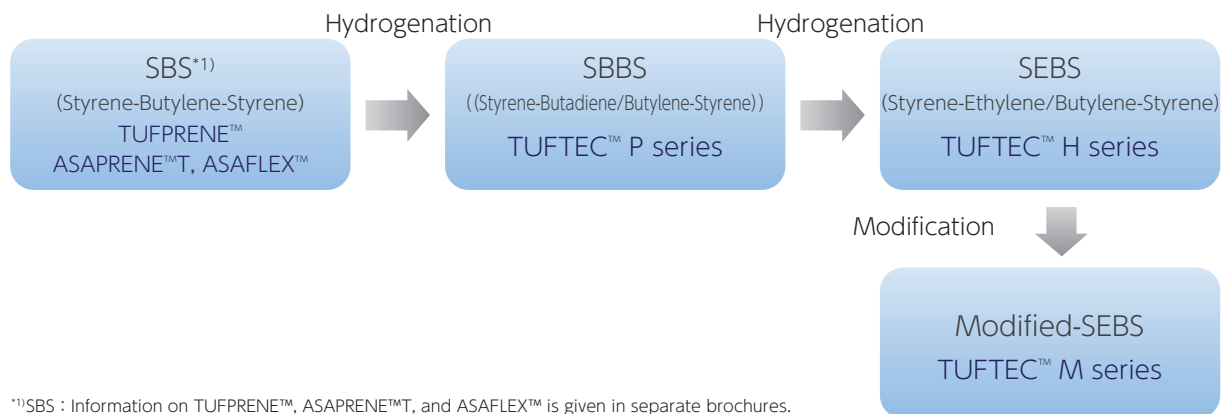 Hydrogenation
Hydrogenation
SBS*1)
(Styrene-Butylene-Styrene)
TUFPRENE™
ASAPRENE™T, ASAFLEX™
SBBS
((Styrene-Butadiene/Butylene-Styrene))
TUFTEC™ P series
SEBS
(Styrene-Ethylene/Butylene-Styrene)
TUFTEC™ H series
Modification
Modified-SEBS
TUFTEC™ M series
*1)SBS : Information on TUFPRENE™, ASAPRENE™T, and ASAFLEX™ is given in separate brochures.